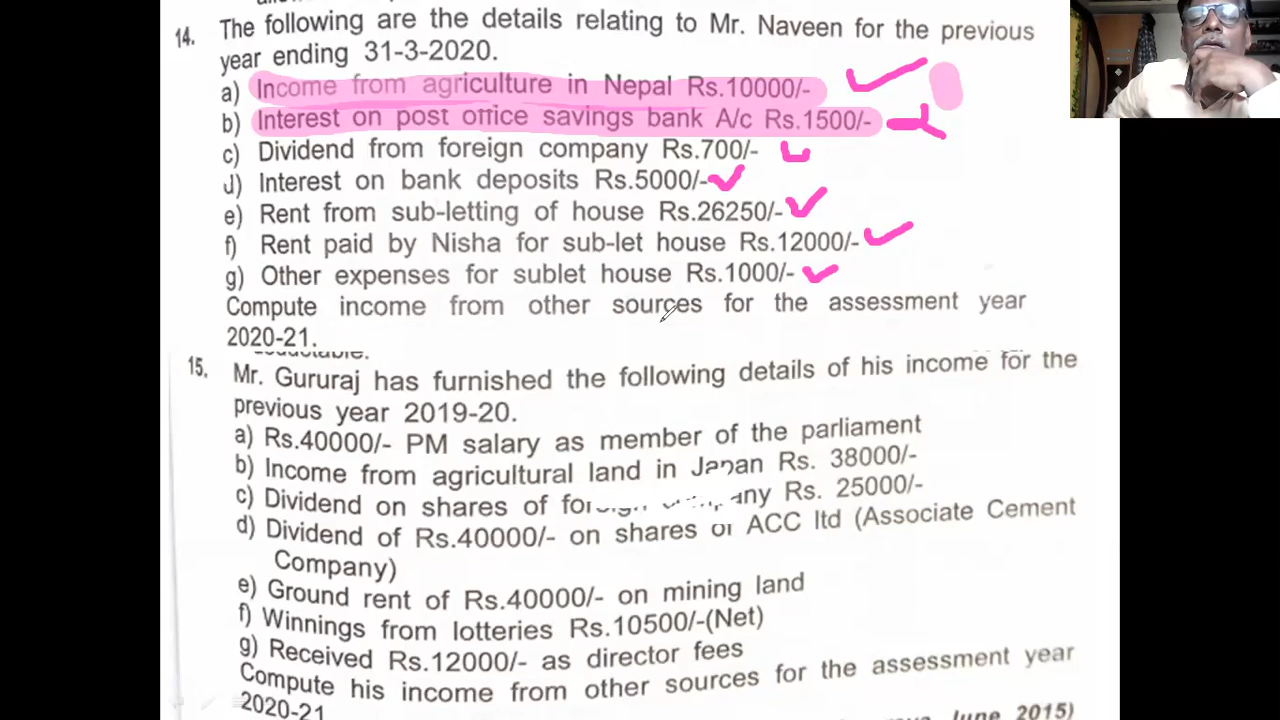 14. The following are the details relating to Mr. Naveen for the previous
year ending 31-3-2020.
a) Income from agriculture in Nepal Rs.10000/-
b) Interest on post office savings bank A/c Rs.1500/-
c) Dividend from foreign company Rs.700/-
d) Interest on bank deposits Rs.5000/-
e) Rent from sub-letting of house Rs.26250/-
f) Rent paid by Nisha for sub-let house Rs.12000/-
g) Other expenses for sublet house Rs.1000/-
Compute income from other sources for the assessment year
2020-21.
15. Mr. Gururaj has furnished the following details of his income for the
previous year 2019-20.
a) Rs.40000/- PM salary as member of the parliament
b) Income from agricultural land in Japan Rs. 38000/-
c) Dividend on shares of Rs. 25000/-
d) Dividend of Rs.40000/- on shares of ACC ltd (Associate Cement
Company)
e) Ground rent of Rs.40000/- on mining land
f) Winnings from lotteries Rs.10500/-(Net)
g) Received Rs.12000/- as director fees
Compute his income from other sources for the assessment year
2020-21
June 2015)